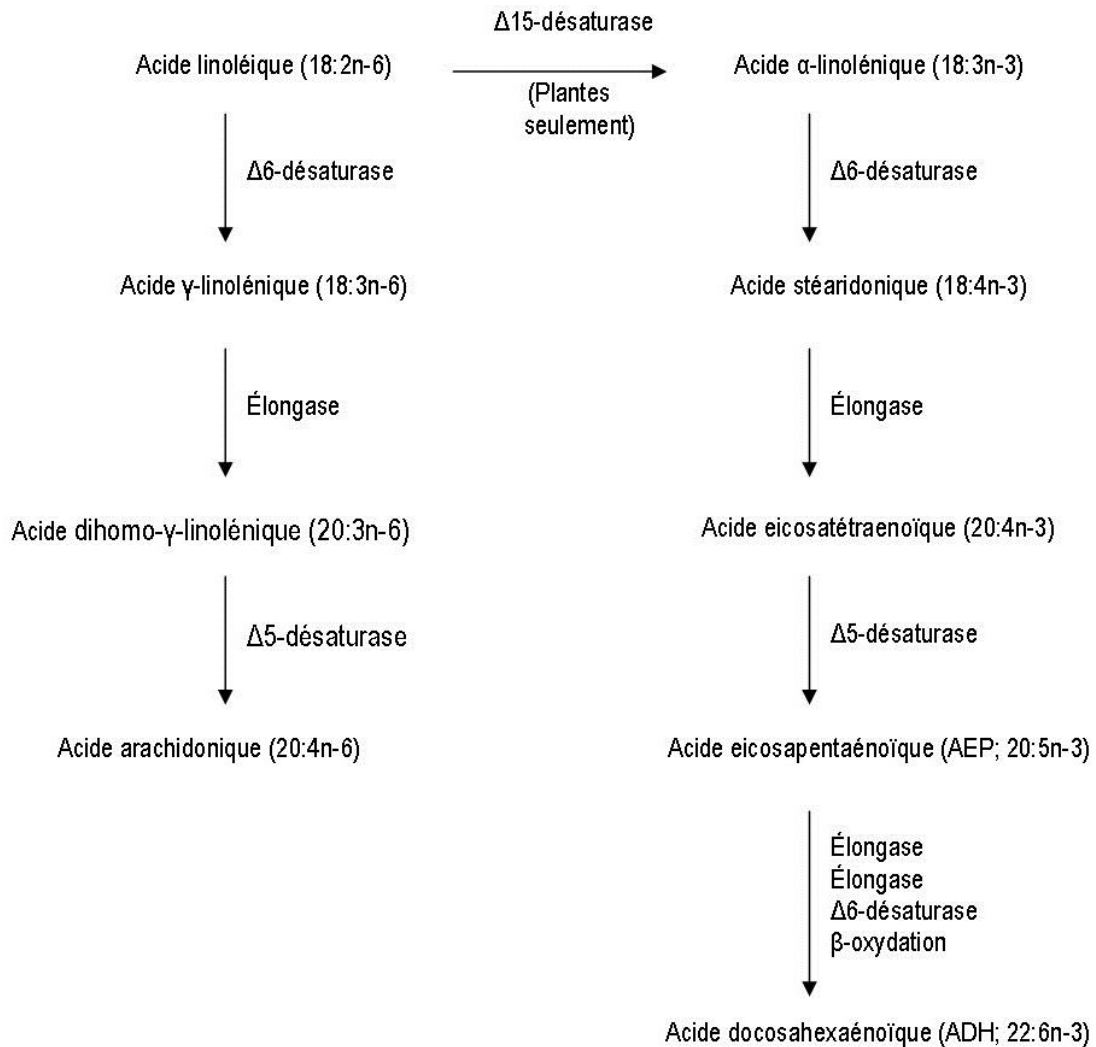 Δ15-désaturase
Acide linoléique (18:2n-6)
Acide α-linolénique (18:3n-3)
(Plantes
seulement)
Δ6-désaturase
Δ6-désaturase
Acide γ-linolénique (18:3n-6)
Acide stéaridonique (18:4n-3)
Élongase
Élongase
Acide dihomo-γ-linolénique (20:3n-6)
Acide eicosatétraenoïque (20:4n-3)
Δ5-désaturase
Δ5-désaturase
Acide arachidonique (20:4n-6)
Acide eicosapentaénoïque (AEP; 20:5n-3)
Élongase
Élongase
Δ6-désaturase
β-oxydation
Acide docosahexaénoïque (ADH; 22:6n-3)